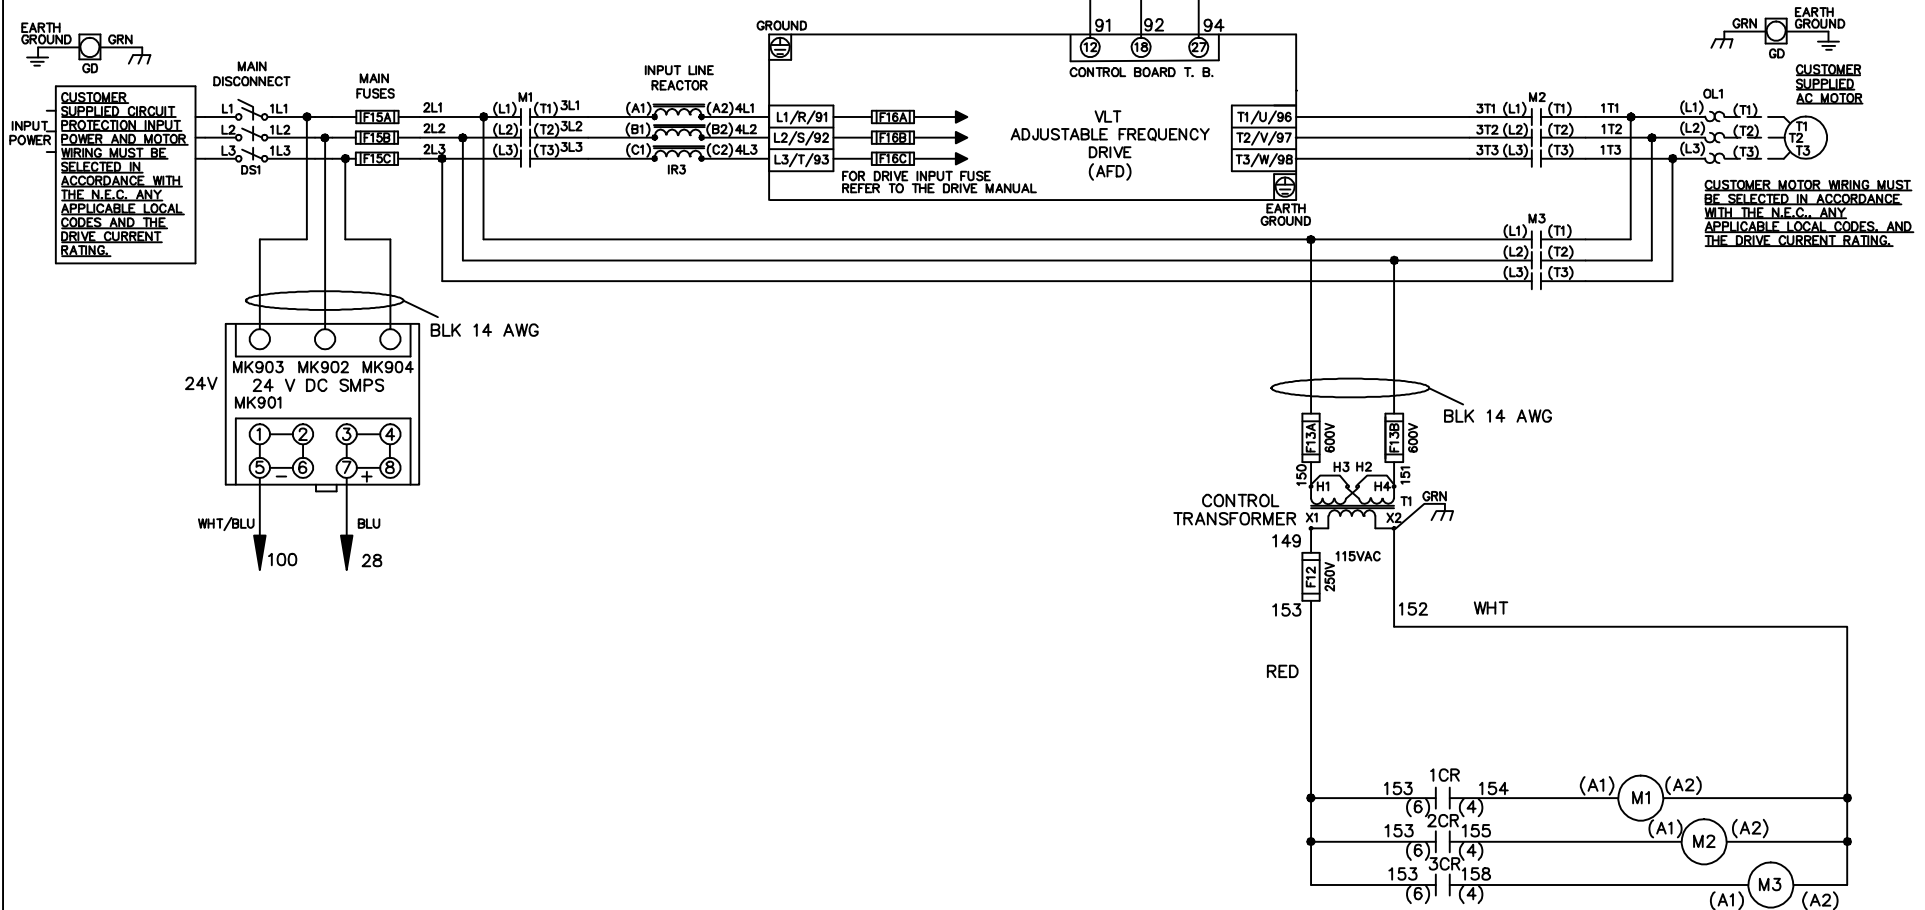 91
92
94
EARTH
GROUND
GRN
GD
GROUND
12
18
27
CONTROL BOARD T. B.
GRN
EARTH
GROUND
GD
MAIN
DISCONNECT
MAIN
FUSES
INPUT LINE
REACTOR
CUSTOMER
SUPPLIED
AC MOTOR
INPUT
POWER
CUSTOMER
SUPPLIED CIRCUIT
PROTECTION INPUT
POWER AND MOTOR
WIRING MUST BE
SELECTED IN
ACCORDANCE WITH
THE N.E.C. ANY
APPLICABLE LOCAL
CODES AND THE
DRIVE CURRENT
RATING.
L1 1L1
L2 1L2
L3 1L3
DS1
F15A
F15B
F15C
2L1
2L2
2L3
M1
(L1) (T1) 3L1
(L2) (T2) 3L2
(L3) (T3) 3L3
(A1) (A2) 4L1
(B1) (B2) 4L2
(C1) (C2) 4L3
IR3
L1/R/91
L2/S/92
L3/T/93
F16A
F16B
F16C
FOR DRIVE INPUT FUSE
REFER TO THE DRIVE MANUAL
VLT
ADJUSTABLE FREQUENCY
DRIVE
(AFD)
T1/U/96
T2/V/97
T3/W/98
EARTH
GROUND
M2
3T1 (L1) (T1) 1T1
3T2 (L2) (T2) 1T2
3T3 (L3) (T3) 1T3
OL1
(L1) (T1)
(L2) (T2)
(L3) (T3)
T1
T2
T3
CUSTOMER MOTOR WIRING MUST
BE SELECTED IN ACCORDANCE
WITH THE N.E.C., ANY
APPLICABLE LOCAL CODES, AND
THE DRIVE CURRENT RATING.
M3
(L1) (T1)
(L2) (T2)
(L3) (T3)
BLK 14 AWG
MK903 MK902 MK904
24V
24 V DC SMPS
MK901
1 2 3 4
5 6 7 8
− +
WHT/BLU
BLU
100
28
BLK 14 AWG
F13A
600V
F13B
600V
150
151
H3 H2
H1
H4
T1
GRN
CONTROL
TRANSFORMER
X1
X2
149
115VAC
F12
250V
153
152
WHT
RED
1CR
153 154
(6) (4)
(A1) M1 (A2)
2CR
153 155
(6) (4)
(A1) M2 (A2)
3CR
153 158
(6) (4)
(A1) M3 (A2)